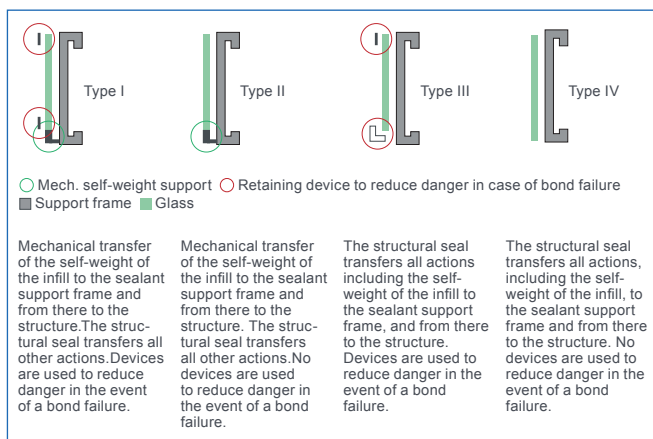 Type I
Type II
Type III
Type IV
Mech. self-weight support
Retaining device to reduce danger in case of bond failure
Support frame
Glass
Mechanical transfer
of the self-weight of
the infill to the sealant
support frame and
from there to the
structure.The struc-
tural seal transfers all
other actions.Devices
are used to reduce
danger in the event
of a bond failure.
Mechanical transfer
of the self-weight of
the infill to the sealant
support frame and
from there to the
structure. The struc-
tural seal transfers
all other actions.No
devices are used
to reduce danger in
the event of a bond
failure.
The structural seal
transfers all actions
including the self-
weight of the infill to
the sealant support
frame, and from there
to the structure.
Devices are used to
reduce danger in the
event of a bond
failure.
The structural seal
transfers all actions,
including the self-
weight of the infill, to
the sealant support
frame and from there
to the structure. No
devices are used to
reduce danger in the
event of a bond
failure.